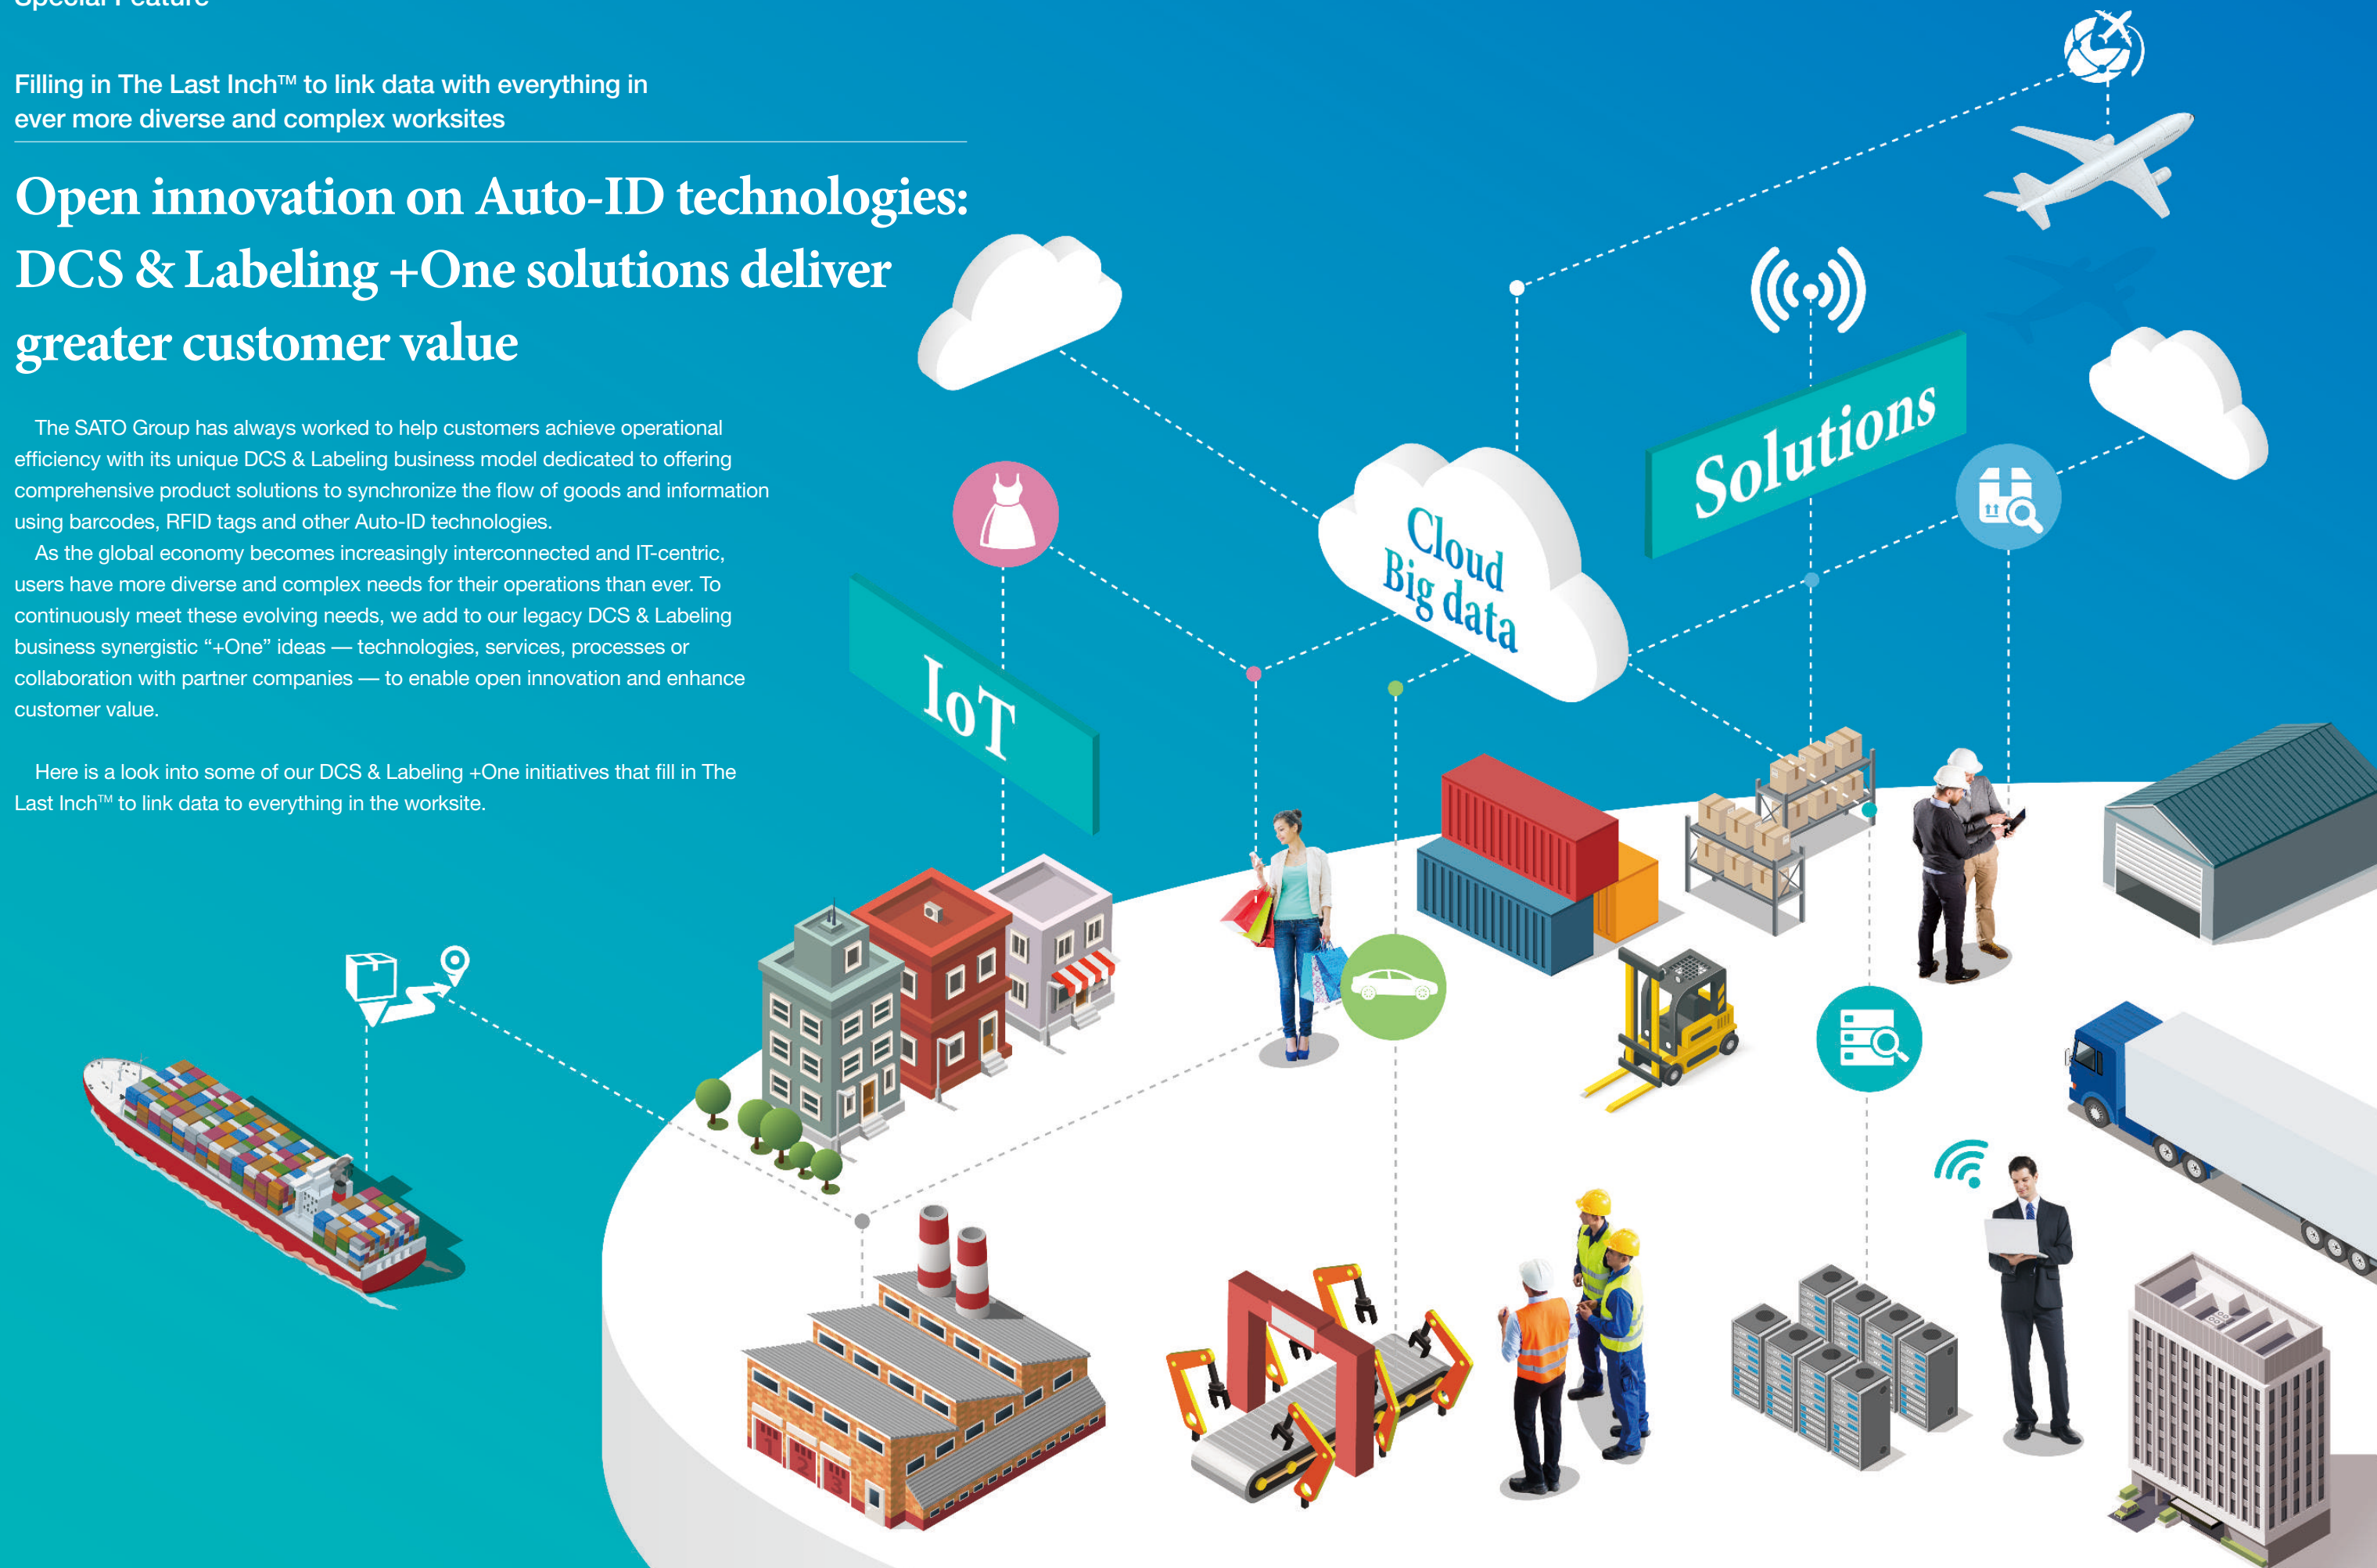 Special Feature
Filling in The Last Inch™ to link data with everything in
ever more diverse and complex worksites
Open innovation on Auto-ID technologies:
DCS & Labeling +One solutions deliver
greater customer value
The SATO Group has always worked to help customers achieve operational
efficiency with its unique DCS & Labeling business model dedicated to offering
comprehensive product solutions to synchronize the flow of goods and information
using barcodes, RFID tags and other Auto-ID technologies.
As the global economy becomes increasingly interconnected and IT-centric,
users have more diverse and complex needs for their operations than ever. To
continuously meet these evolving needs, we add to our legacy DCS & Labeling
business synergistic “+One” ideas — technologies, services, processes or
collaboration with partner companies — to enable open innovation and enhance
customer value.
Here is a look into some of our DCS & Labeling +One initiatives that fill in The
Last Inch™ to link data to everything in the worksite.
Solutions
Cloud
Big data
IoT
1
2
3